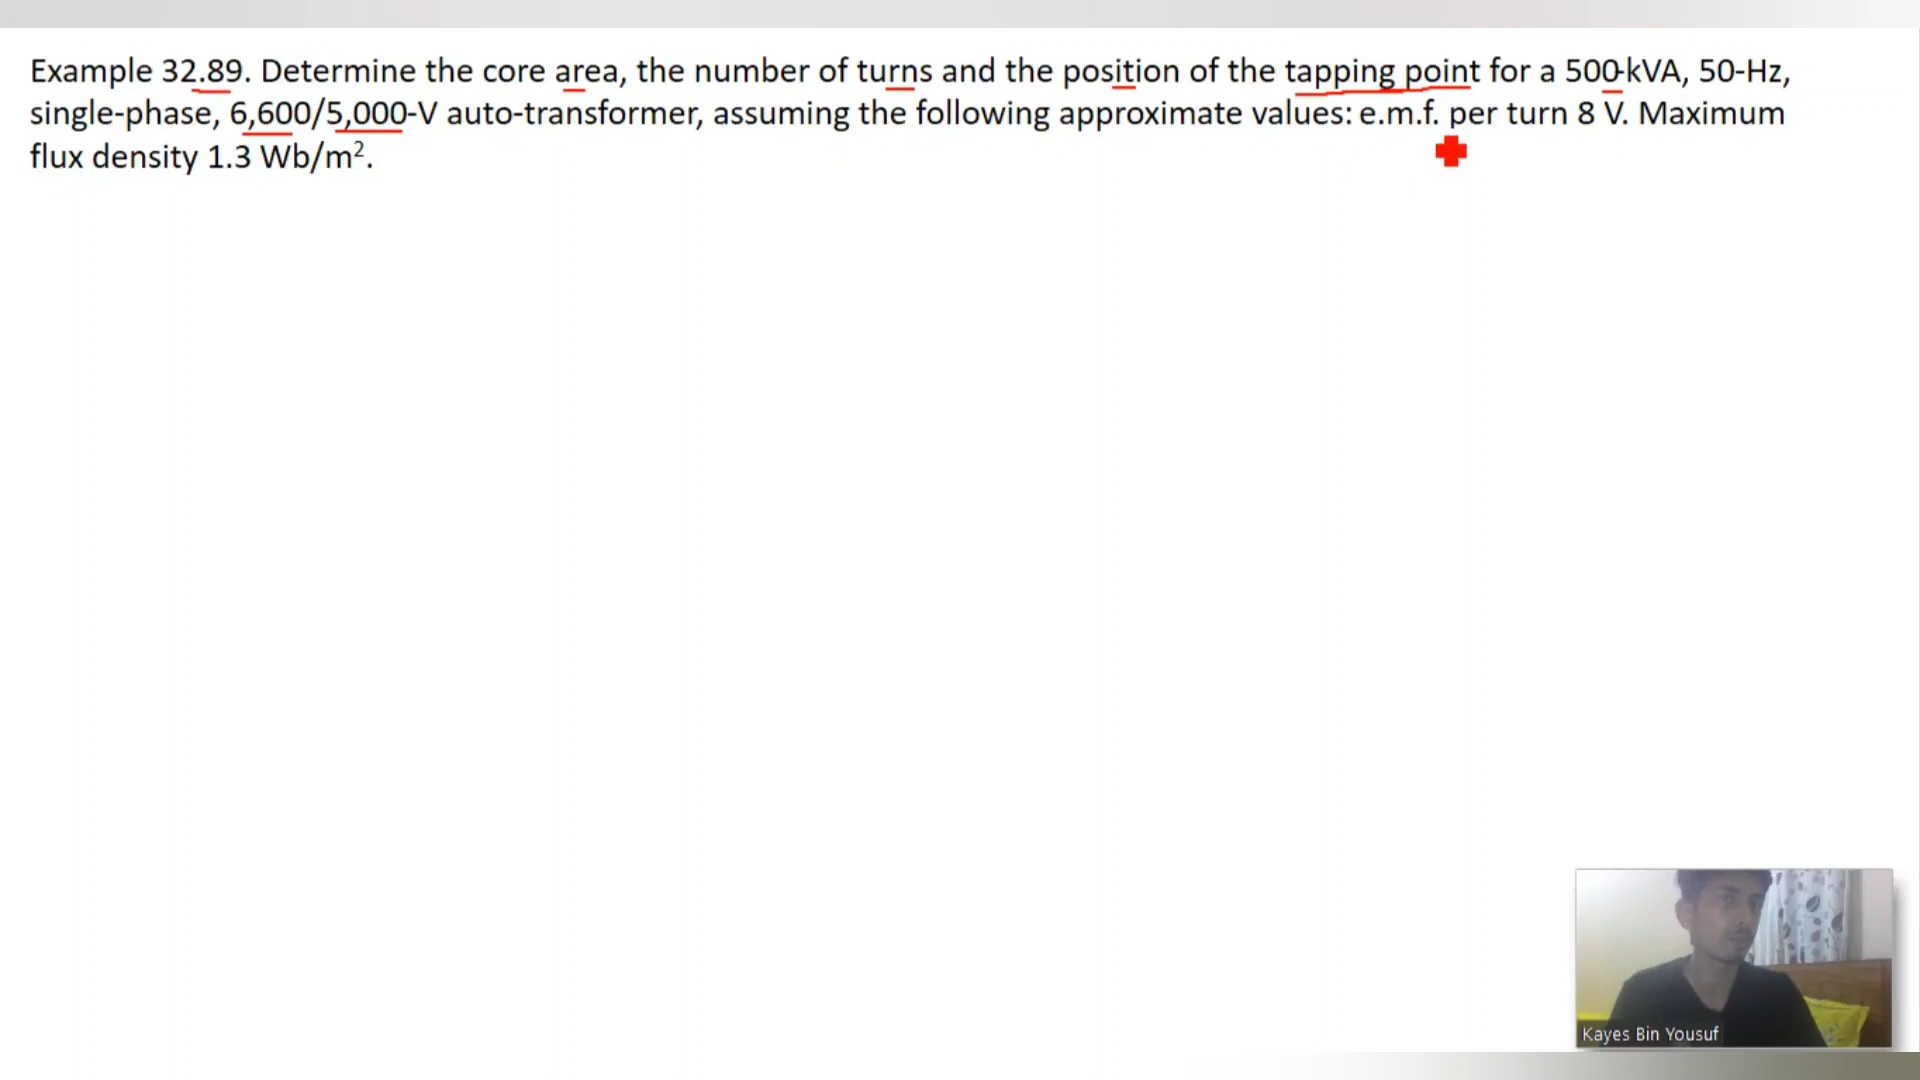 Example 32.89. Determine the core area, the number of turns and the position of the tapping point for a 500-kVA, 50-Hz,
single-phase, 6,600/5,000-V auto-transformer, assuming the following approximate values: e.m.f. per turn 8 V. Maximum
flux density 1.3 Wb/m².
Kayes Bin Yousuf